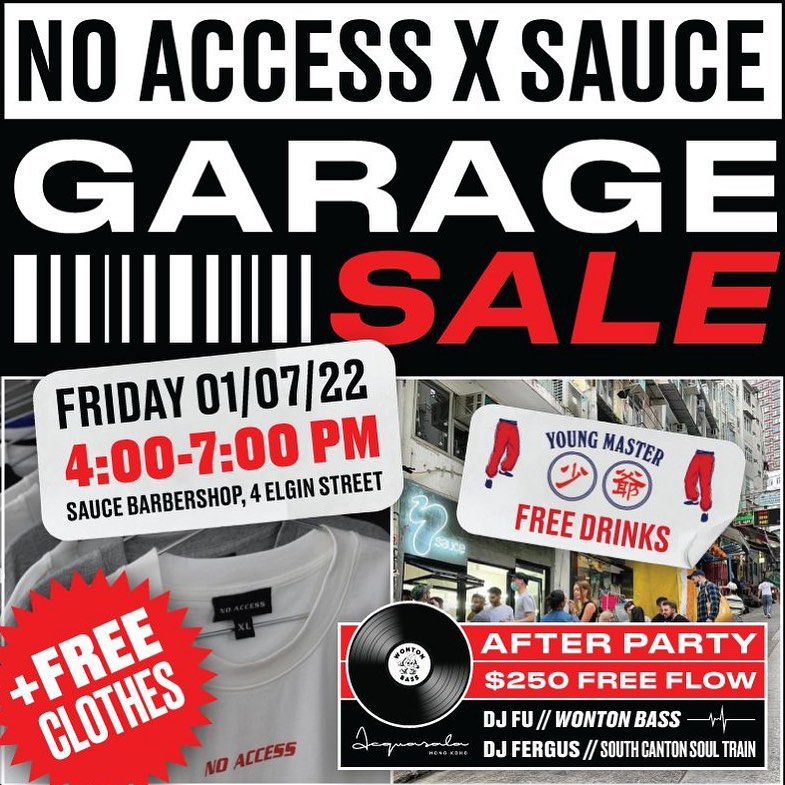 NO ACCESS X SAUCE
GARAGE
SALE
FRIDAY 01/07/22
4:00-7:00 PM
SAUCE BARBERSHOP, 4 ELGIN STREET
YOUNG MASTER
少爺
FREE DRINKS
sauce
NO ACCESS
XL
+FREE
CLOTHES
NO ACCESS
WONTON
BASS
AFTER PARTY
$250 FREE FLOW
DJ FU // WONTON BASS
DJ FERGUS // SOUTH CANTON SOUL TRAIN
Acquasala
HONG KONG